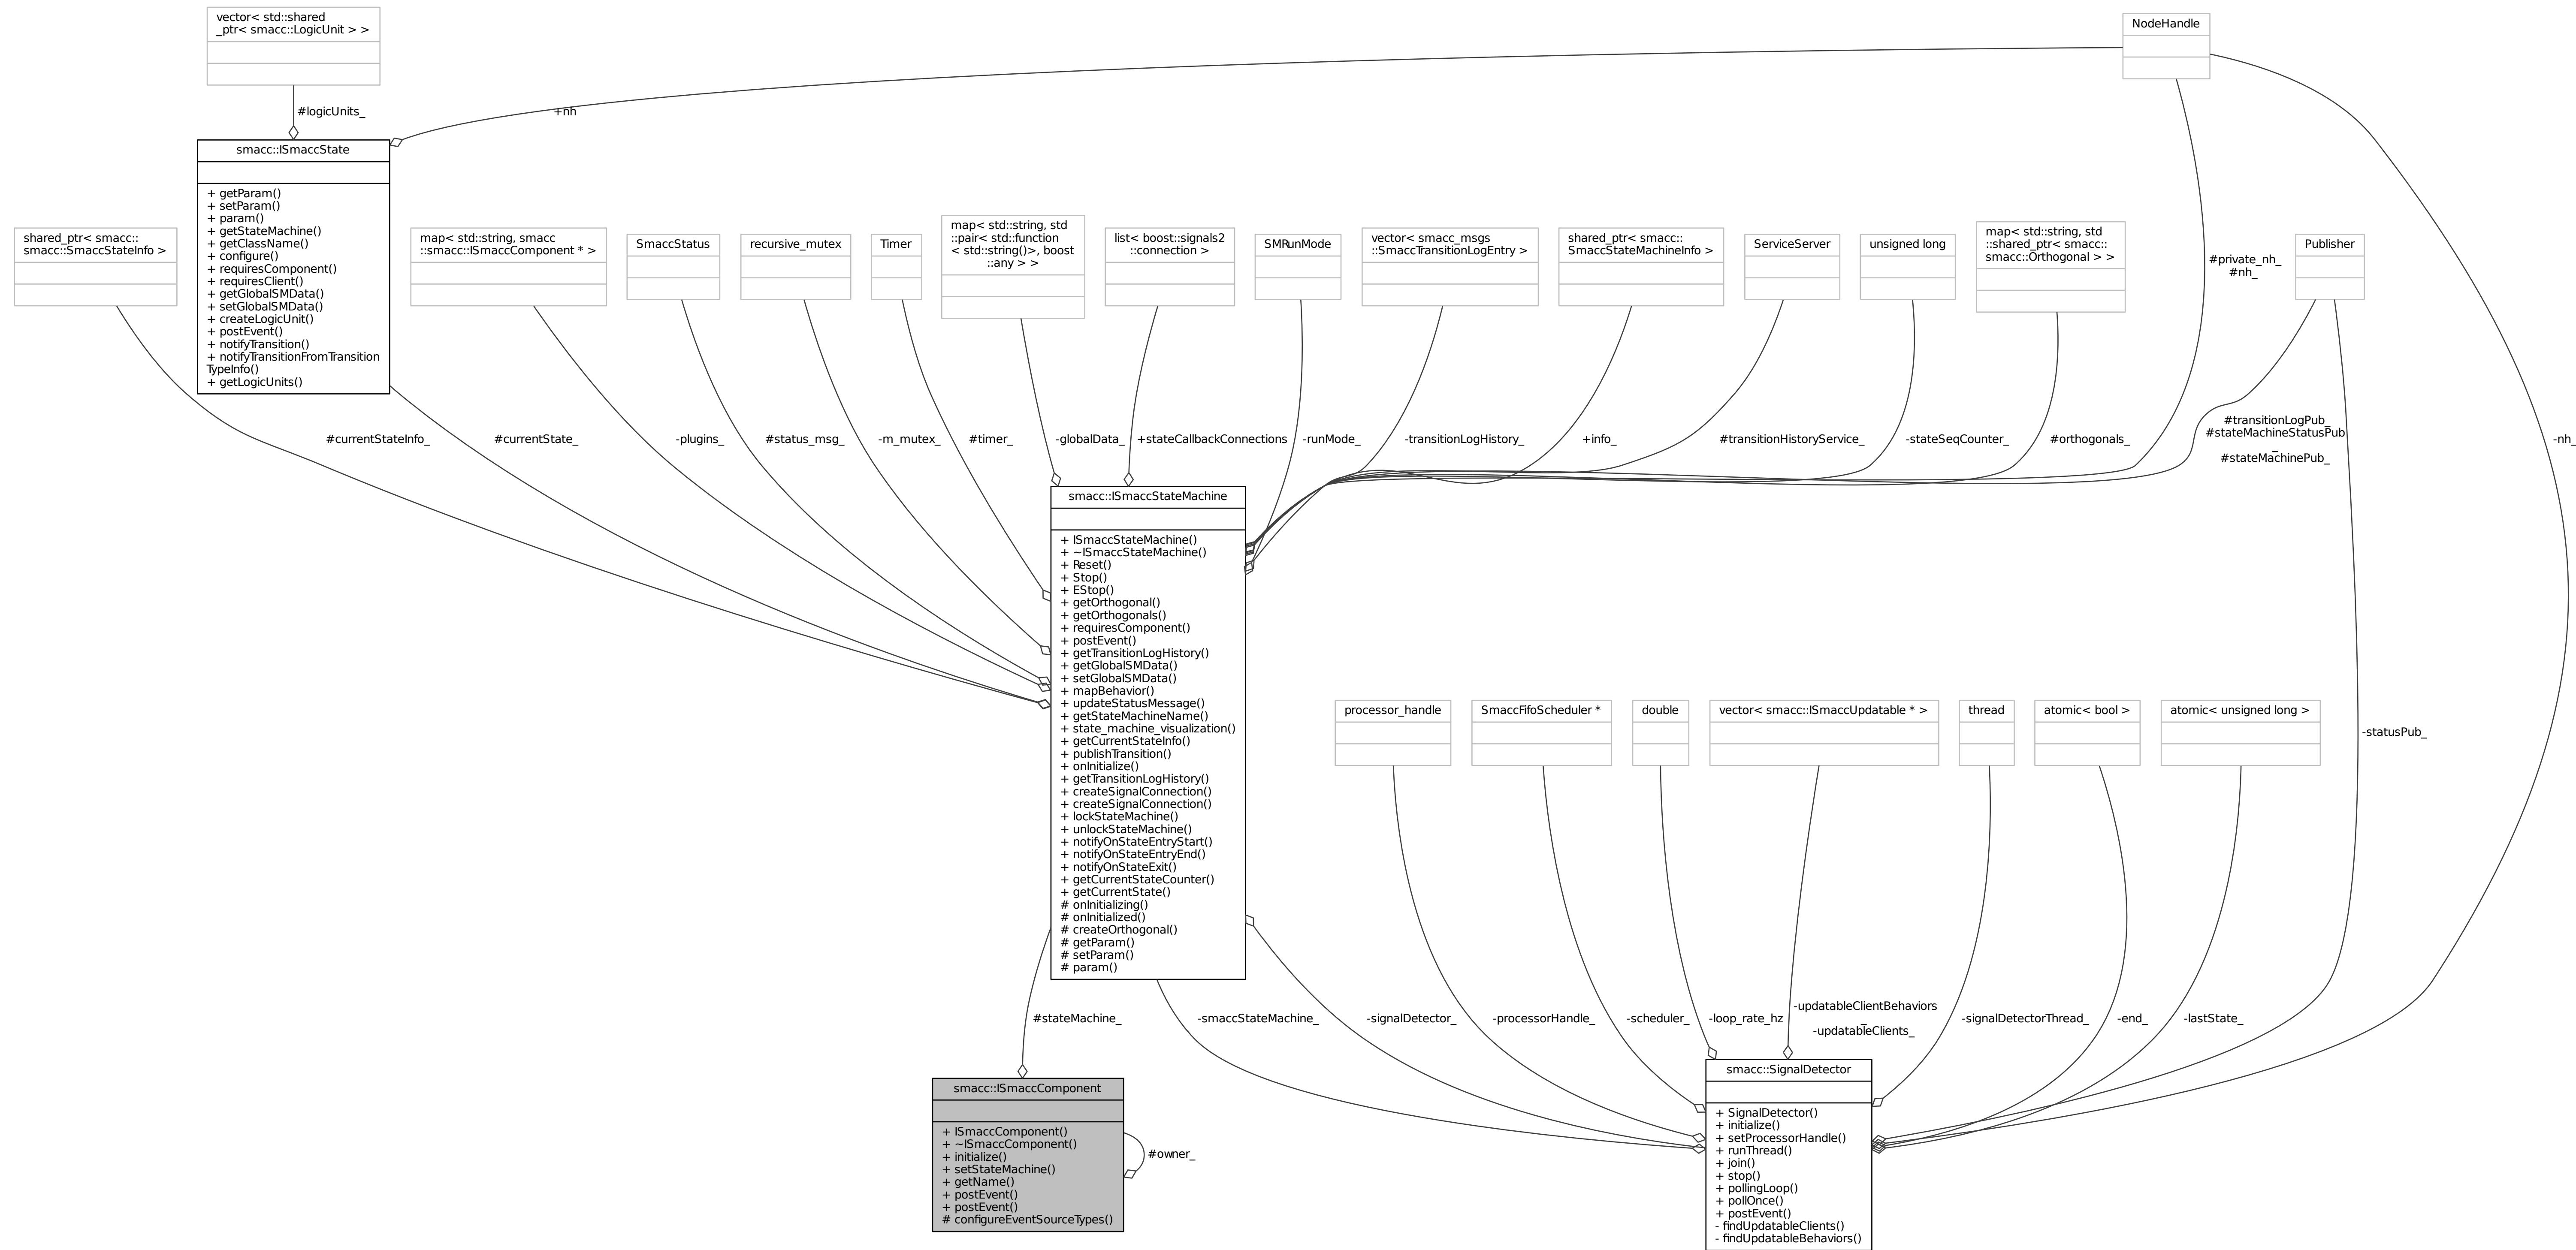 vector< std::shared
_ptr< smacc::LogicUnit > >
NodeHandle
#logicUnits_
+nh
smacc::ISmaccState
+ getParam()
+ setParam()
+ param()
+ getStateMachine()
+ getClassName()
+ configure()
+ requiresComponent()
+ requiresClient()
+ getGlobalSMData()
+ setGlobalSMData()
+ createLogicUnit()
+ postEvent()
+ notifyTransition()
+ notifyTransitionFromTransition
TypeInfo()
+ getLogicUnits()
shared_ptr< smacc::
smacc::SmaccStateInfo >
map< std::string, smacc
::smacc::ISmaccComponent * >
SmaccStatus
recursive_mutex
Timer
map< std::string, std
::pair< std::function
< std::string()>, boost
::any > >
list< boost::signals2
::connection >
SMRunMode
vector< smacc_msgs
::SmaccTransitionLogEntry >
shared_ptr< smacc::
SmaccStateMachineInfo >
ServiceServer
unsigned long
map< std::string, std
::shared_ptr< smacc::
smacc::Orthogonal > >
Publisher
#private_nh_
#nh_
#currentStateInfo_
#currentState_
-plugins_
#status_msg_
-m_mutex_
#timer_
-globalData_
+stateCallbackConnections
-runMode_
-transitionLogHistory_
+info_
#transitionHistoryService_
-stateSeqCounter_
#orthogonals_
#transitionLogPub_
#stateMachineStatusPub
_
#stateMachinePub_
-nh_
smacc::ISmaccStateMachine
+ ISmaccStateMachine()
+ ~ISmaccStateMachine()
+ Reset()
+ Stop()
+ EStop()
+ getOrthogonal()
+ getOrthogonals()
+ requiresComponent()
+ postEvent()
+ getTransitionLogHistory()
+ getGlobalSMData()
+ setGlobalSMData()
+ mapBehavior()
+ updateStatusMessage()
+ getStateMachineName()
+ state_machine_visualization()
+ getCurrentStateInfo()
+ publishTransition()
+ onInitialize()
+ getTransitionLogHistory()
+ createSignalConnection()
+ createSignalConnection()
+ lockStateMachine()
+ unlockStateMachine()
+ notifyOnStateEntryStart()
+ notifyOnStateEntryEnd()
+ notifyOnStateExit()
+ getCurrentStateCounter()
+ getCurrentState()
# onInitializing()
# onInitialized()
# createOrthogonal()
# getParam()
# setParam()
# param()
processor_handle
SmaccFifoScheduler *
double
vector< smacc::ISmaccUpdatable * >
thread
atomic< bool >
atomic< unsigned long >
-statusPub_
#stateMachine_
-smaccStateMachine_
-signalDetector_
-processorHandle_
-scheduler_
-loop_rate_hz
-updatableClientBehaviors
_
-updatableClients_
-signalDetectorThread_
-end_
-lastState_
smacc::ISmaccComponent
+ ISmaccComponent()
+ ~ISmaccComponent()
+ initialize()
+ setStateMachine()
+ getName()
+ postEvent()
+ postEvent()
# configureEventSourceTypes()
#owner_
smacc::SignalDetector
+ SignalDetector()
+ initialize()
+ setProcessorHandle()
+ runThread()
+ join()
+ stop()
+ pollingLoop()
+ pollOnce()
+ postEvent()
- findUpdatableClients()
- findUpdatableBehaviors()